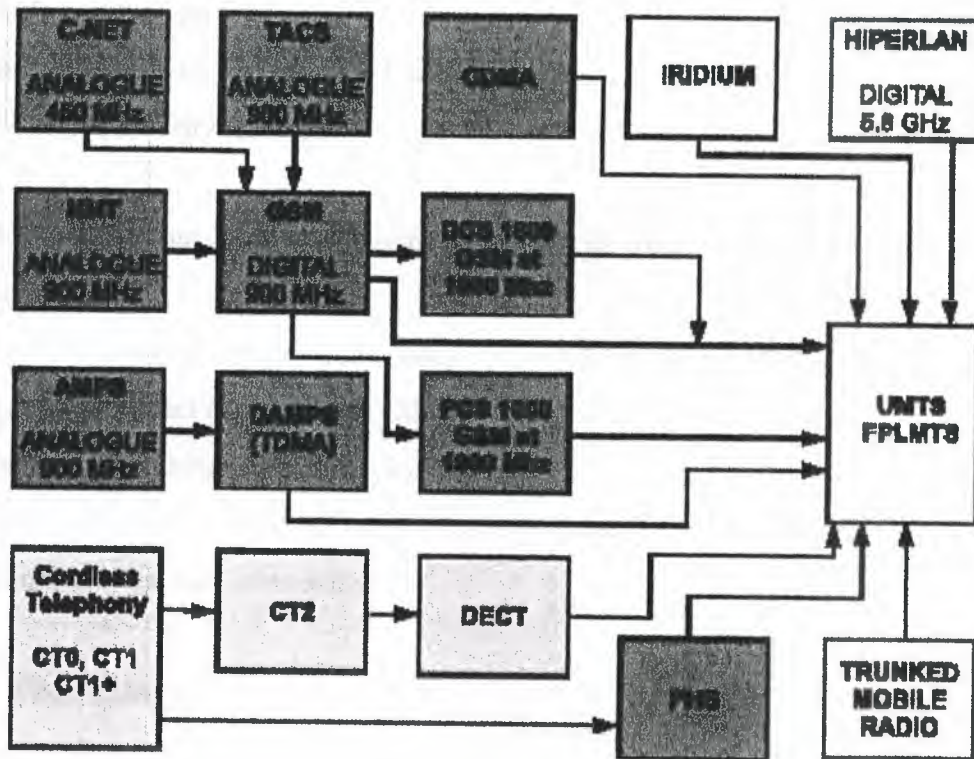 C-NET
ANALOGUE
450 MHz
TACS
ANALOGUE
900 MHz
CDMA
IRIDIUM
HIPERLAN
DIGITAL
5.8 GHz
NMT
ANALOGUE
900 MHz
GSM
DIGITAL
900 MHz
DCS 1800
GSM at
1800 MHz
AMPS
ANALOGUE
900 MHz
DAMPS
(TDMA)
PCS 1900
GSM at
1900 MHz
UMTS
FPLMTS
Cordless
Telephony
CT0, CT1
CT1+
CT2
DECT
PHS
TRUNKED
MOBILE
RADIO